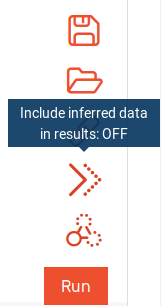 Include inferred data
in results: OFF
Run